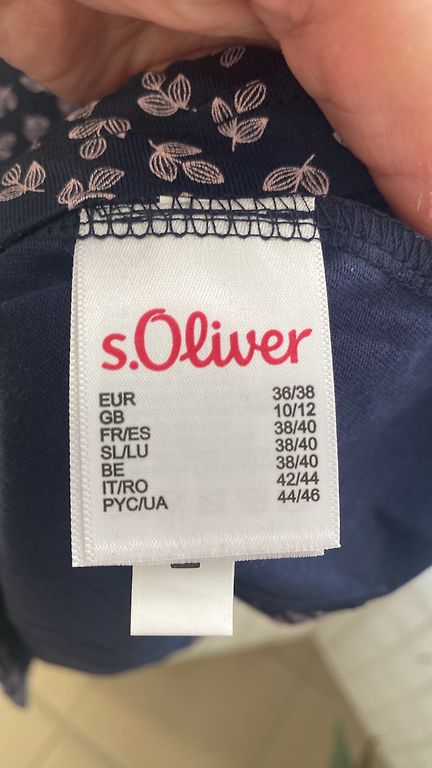 s.Oliver
EUR 36/38
GB 10/12
FR/ES 38/40
SL/LU 38/40
BE 38/40
IT/RO 42/44
PYC/UA 44/46